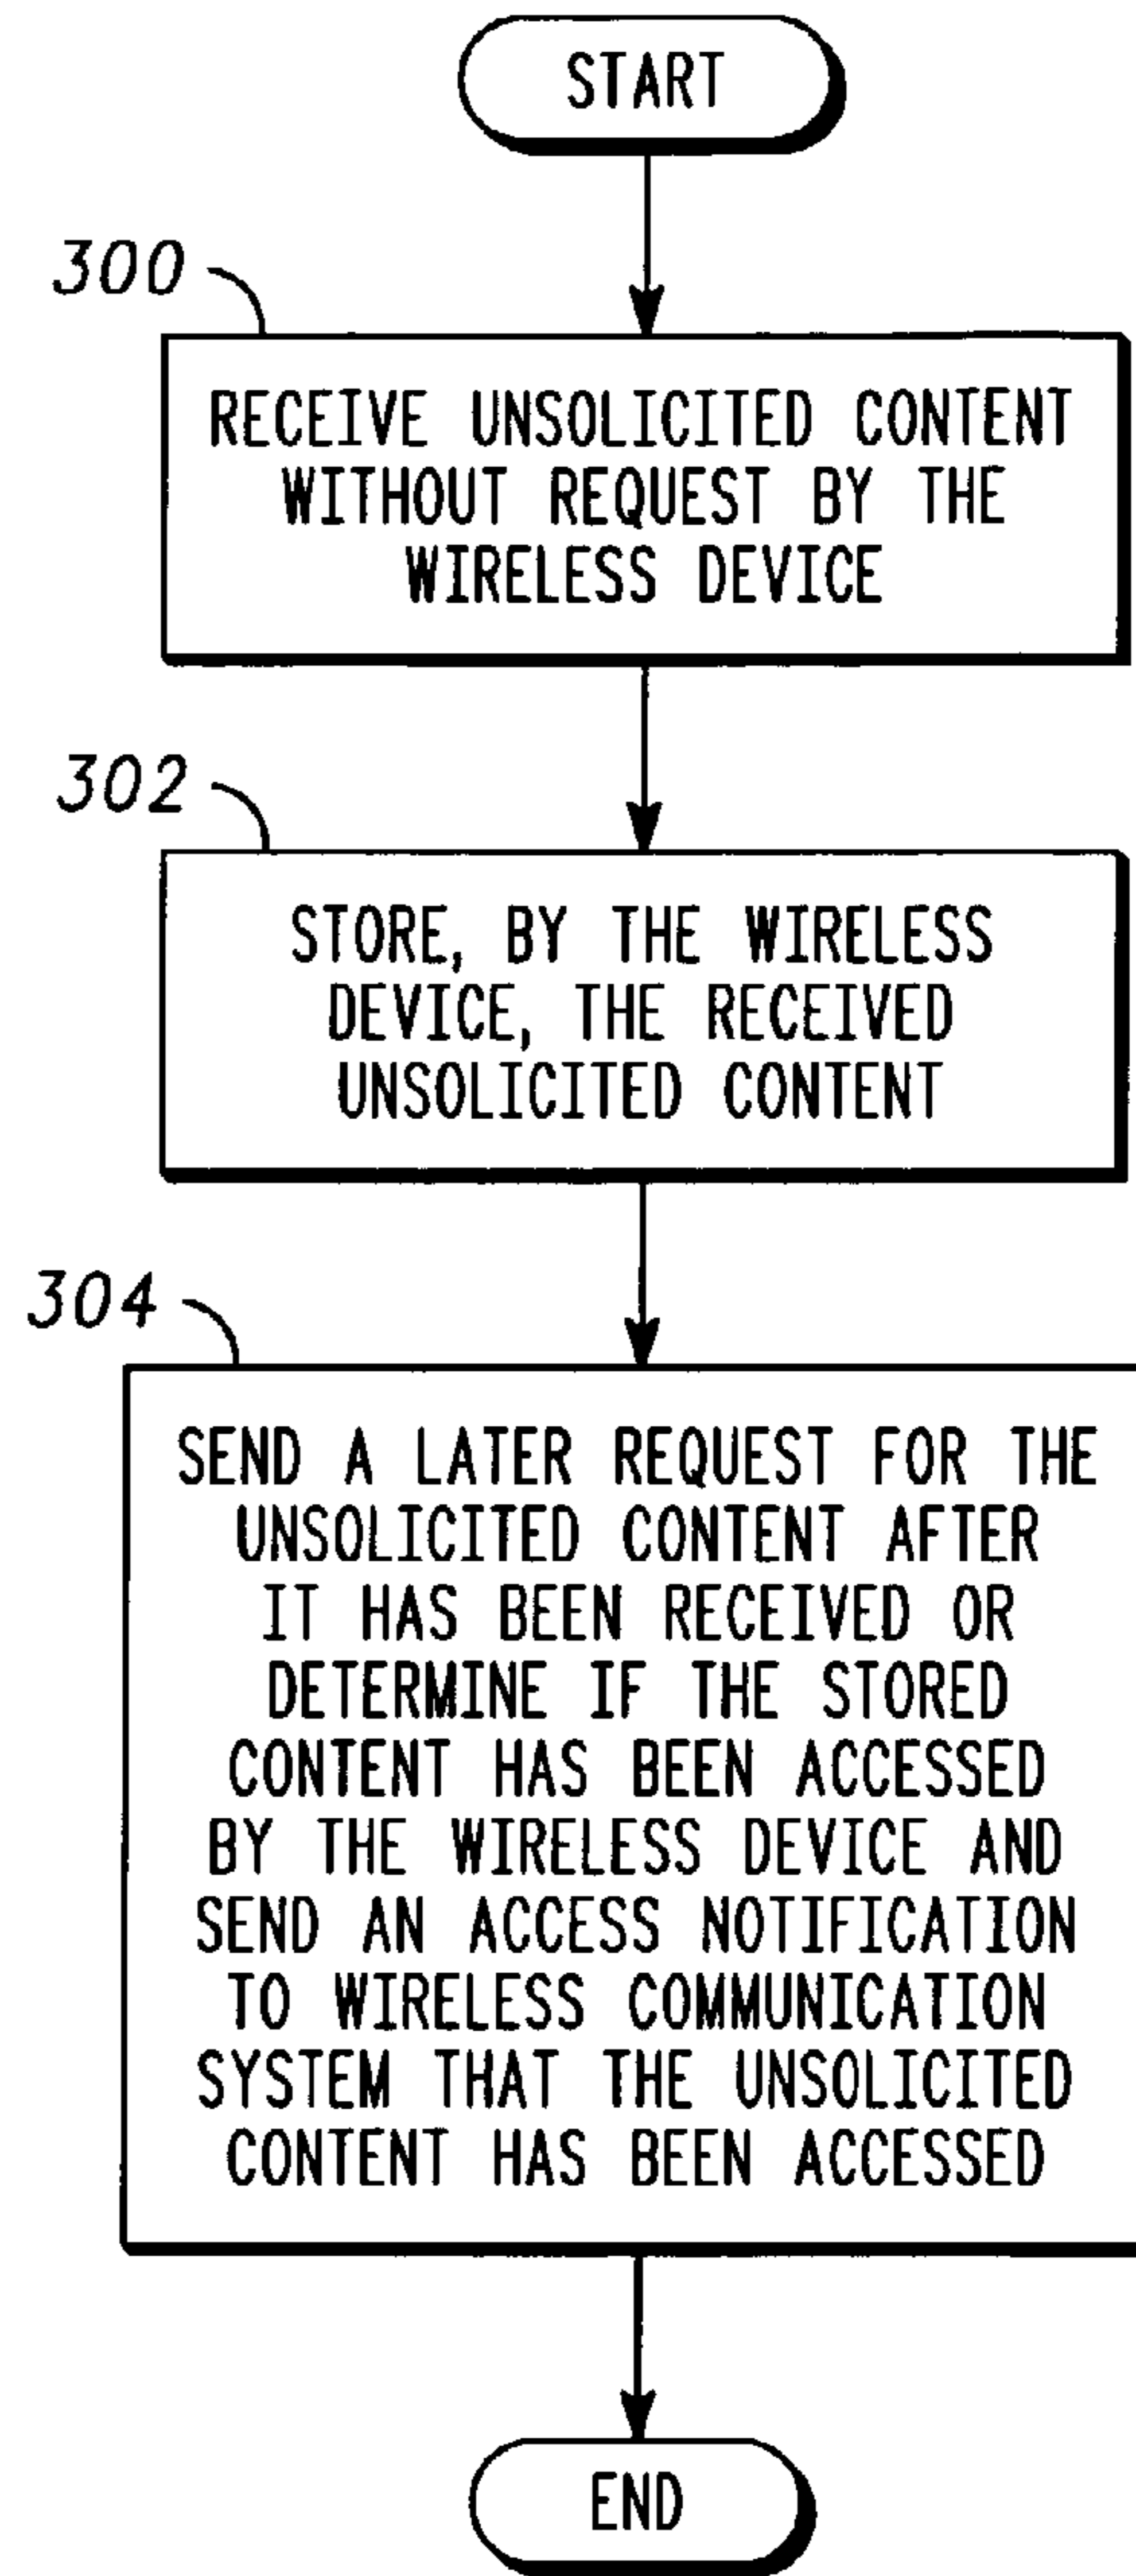 START
300
RECEIVE UNSOLICITED CONTENT
WITHOUT REQUEST BY THE
WIRELESS DEVICE
302
STORE, BY THE WIRELESS
DEVICE, THE RECEIVED
UNSOLICITED CONTENT
304
SEND A LATER REQUEST FOR THE
UNSOLICITED CONTENT AFTER
IT HAS BEEN RECEIVED OR
DETERMINE IF THE STORED
CONTENT HAS BEEN ACCESSED
BY THE WIRELESS DEVICE AND
SEND AN ACCESS NOTIFICATION
TO WIRELESS COMMUNICATION
SYSTEM THAT THE UNSOLICITED
CONTENT HAS BEEN ACCESSED
END